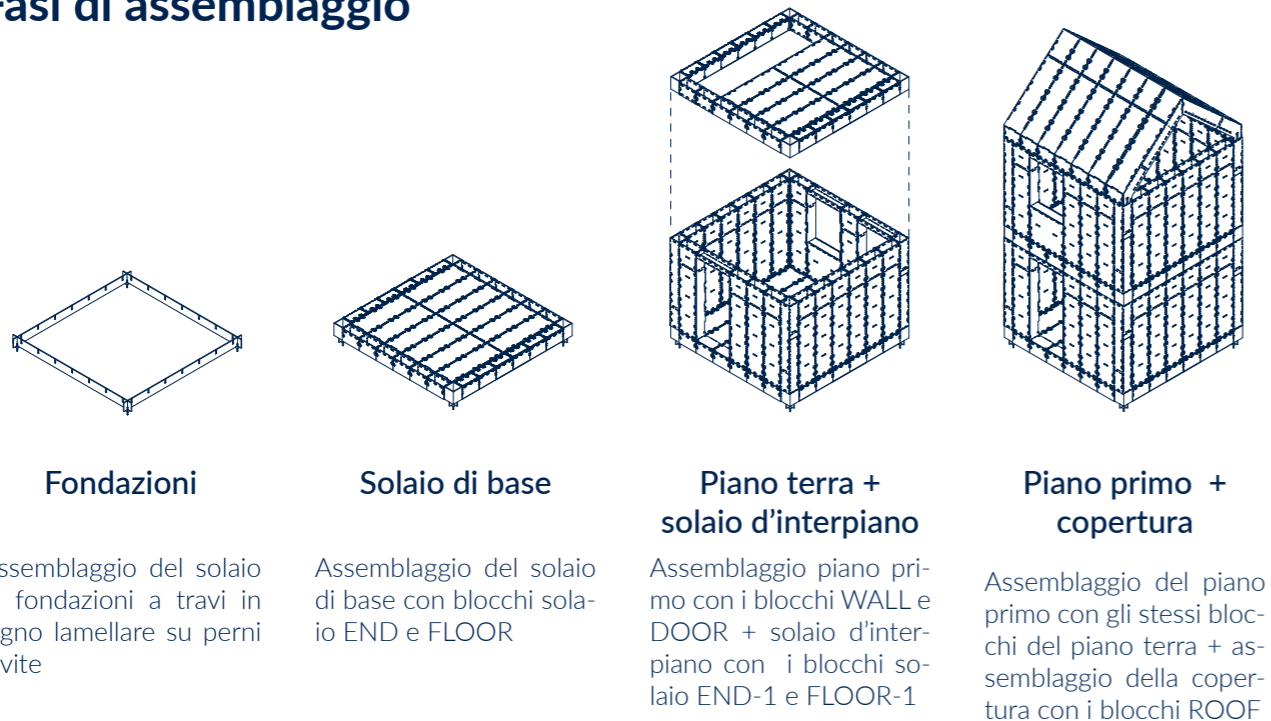 Fasi di assemblaggio
Fondazioni
ssemblaggio del solaio
fondazioni a travi in
gno lamellare su perni
vite
Solaio di base
Assemblaggio del solaio
di base con blocchi sola-
io END e FLOOR
Piano terra +
solaio d’interpiano
Assemblaggio piano pri-
mo con i blocchi WALL e
DOOR + solaio d’inter-
piano con i blocchi so-
laio END-1 e FLOOR-1
Piano primo +
copertura
Assemblaggio del piano
primo con gli stessi bloc-
chi del piano terra + as-
semblaggio della coper-
tura con i blocchi ROOF